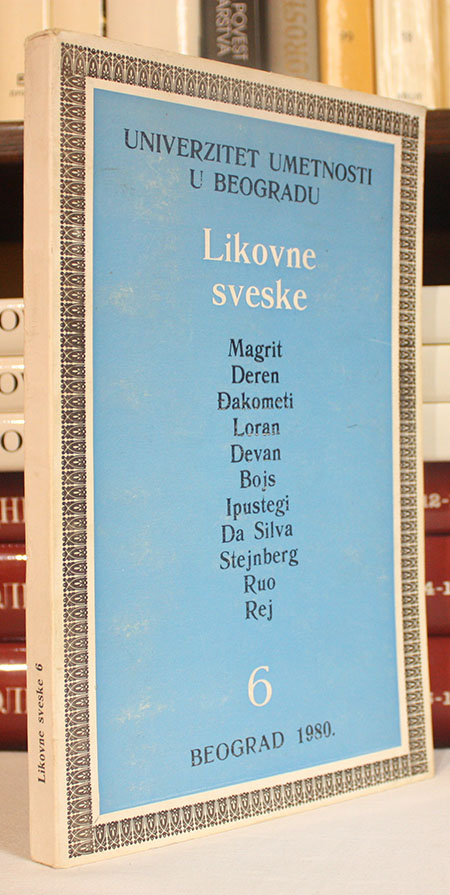 POVEST
UNIVERZITET UMETNOSTI
U BEOGRADU
Likovne
sveske
Magrit
Deren
Đakometi
Loran
Devan
Bojs
Ipustegi
Da Silva
Stejnberg
Ruo
Rej
6
BEOGRAD 1980.
Likovne sveske 6